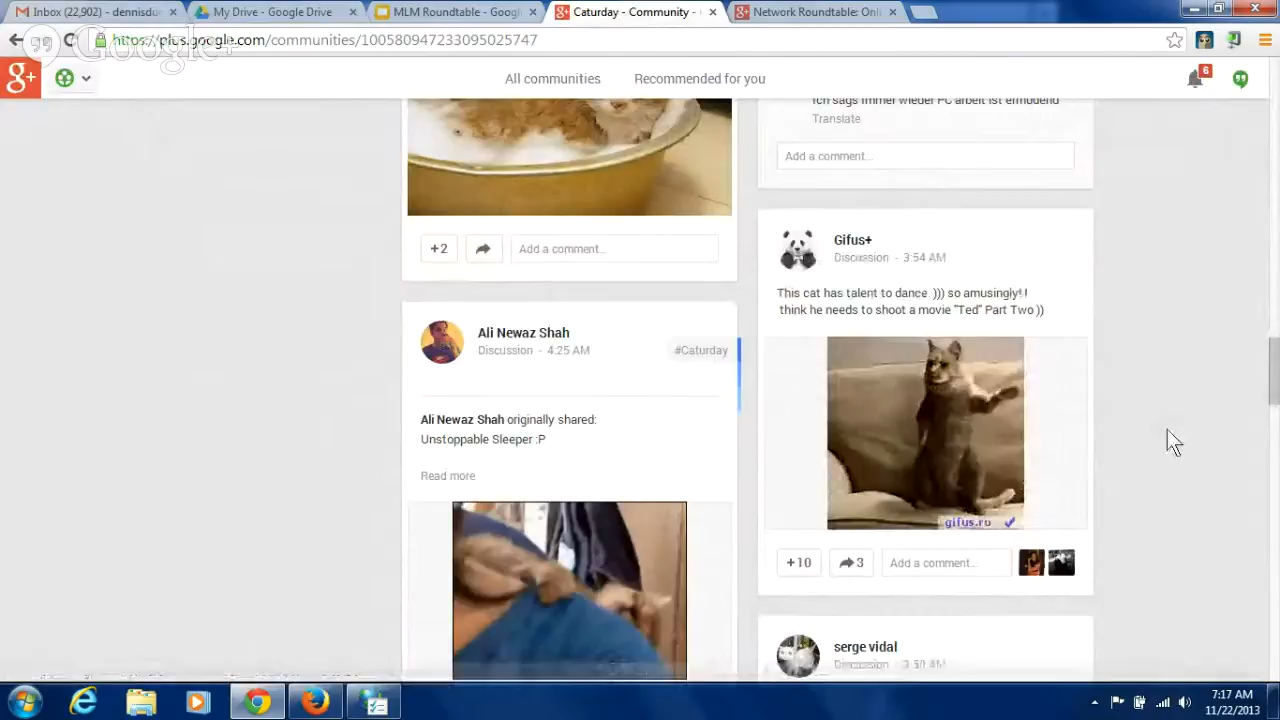 Inbox (22,902) - dennisdu
My Drive - Google Drive
MLM Roundtable - Googl
Caturday - Community -
Network Roundtable: Onl
https://plus.google.com/communities/100580947233095025747
Google+
g+
All communities
Recommended for you
6
+2
Add a comment...
Ali Newaz Shah
Discussion - 4:25 AM
#Caturday
Ali Newaz Shah originally shared:
Unstoppable Sleeper :P
Read more
Ich sags immer wieder PC arbeit ist ermüdend
Translate
Add a comment...
Gifus+
Discussion - 3:54 AM
This cat has talent to dance ))) so amusingly! I
think he needs to shoot a movie "Ted" Part Two ))
gifus.ru
+10
3
Add a comment...
serge vidal
Discussion - 3:50 AM
7:17 AM
11/22/2013